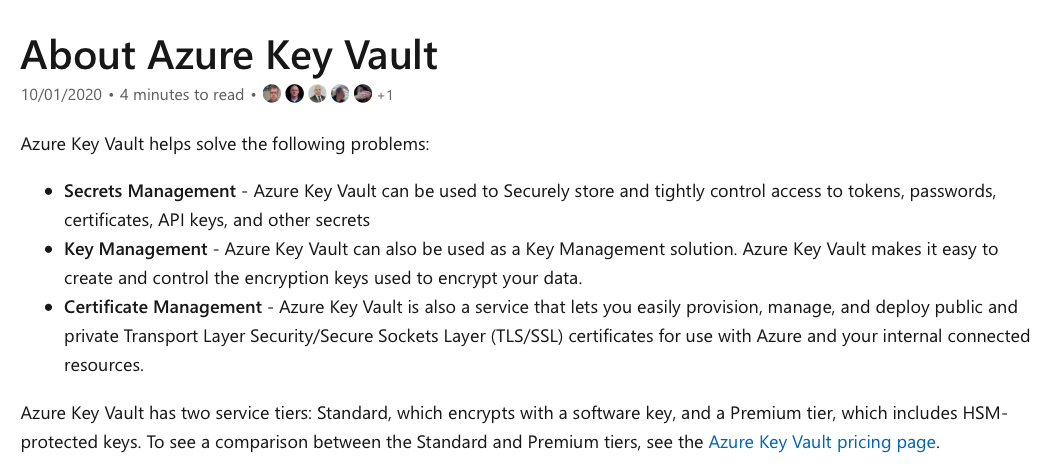 About Azure Key Vault
10/01/2020 • 4 minutes to read • +1
Azure Key Vault helps solve the following problems:
• Secrets Management - Azure Key Vault can be used to Securely store and tightly control access to tokens, passwords,
certificates, API keys, and other secrets
• Key Management - Azure Key Vault can also be used as a Key Management solution. Azure Key Vault makes it easy to
create and control the encryption keys used to encrypt your data.
• Certificate Management - Azure Key Vault is also a service that lets you easily provision, manage, and deploy public and
private Transport Layer Security/Secure Sockets Layer (TLS/SSL) certificates for use with Azure and your internal connected
resources.
Azure Key Vault has two service tiers: Standard, which encrypts with a software key, and a Premium tier, which includes HSM-
protected keys. To see a comparison between the Standard and Premium tiers, see the Azure Key Vault pricing page.